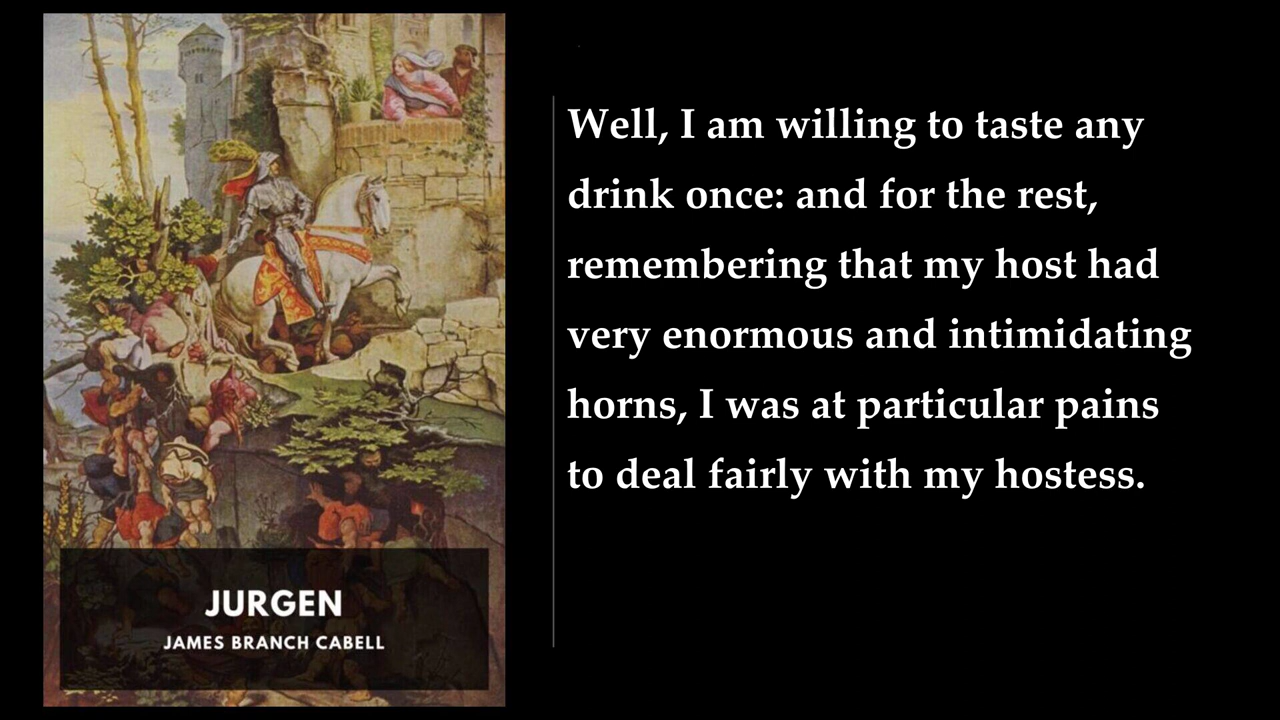 Well, I am willing to taste any
drink once: and for the rest,
remembering that my host had
very enormous and intimidating
horns, I was at particular pains
to deal fairly with my hostess.
JURGEN
JAMES BRANCH CABELL